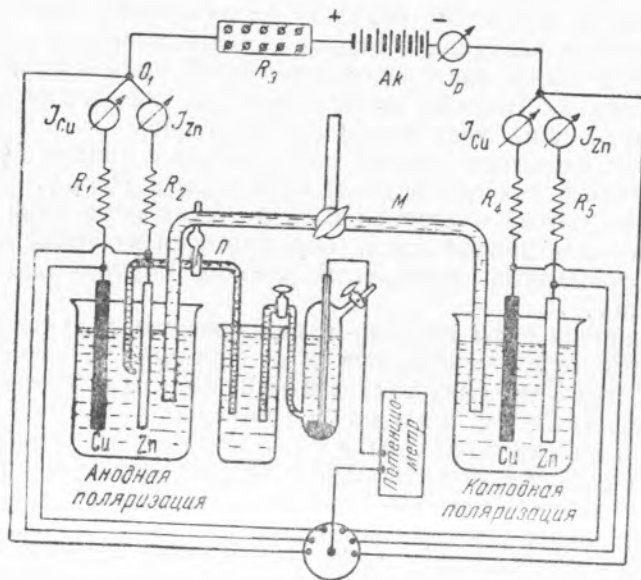 + −
R₃ Ak Jр
O₁
JCu JZn JCu JZn
R₁ R₂ R₄ R₅
M
П
Потенцио-
метр
Cu Zn Cu Zn
Анодная
поляризация
Катодная
поляризация